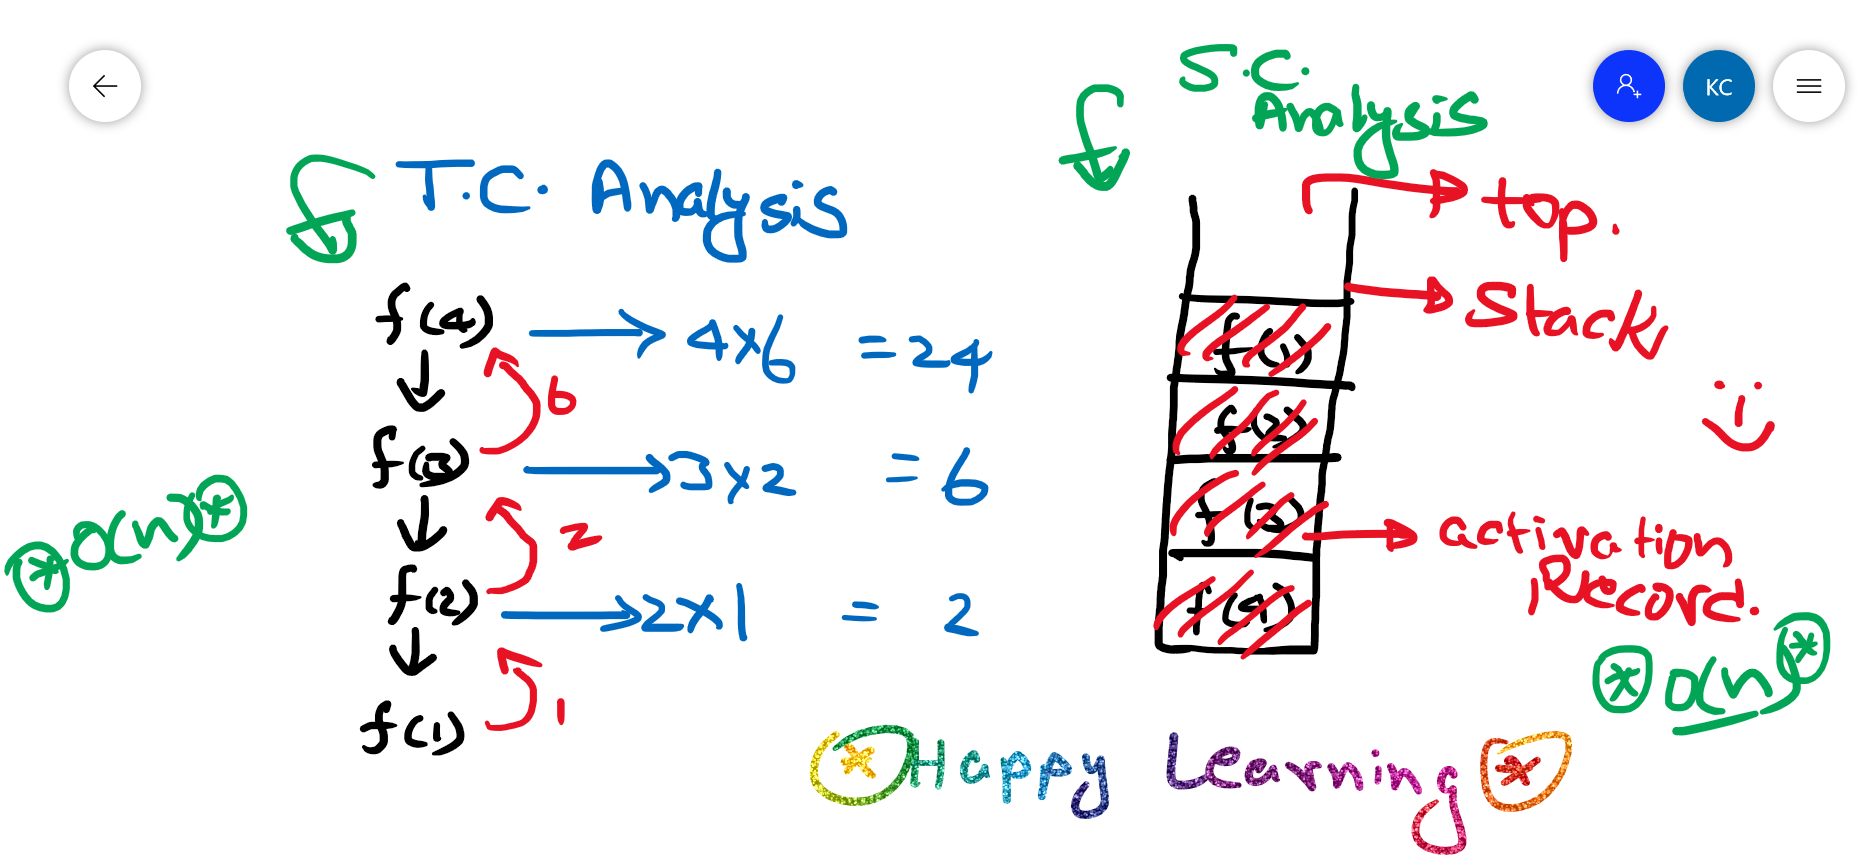 KC
T.C. Analysis
f(4) → 4×6 = 24
6
f(3) → 3×2 = 6
2
f(2) → 2×1 = 2
1
f(1)
*O(n)*
S.C.
Analysis
top.
Stack
f(1)
f(2)
f(3)
f(4)
activation
Record.
*O(n)*
*Happy Learning*